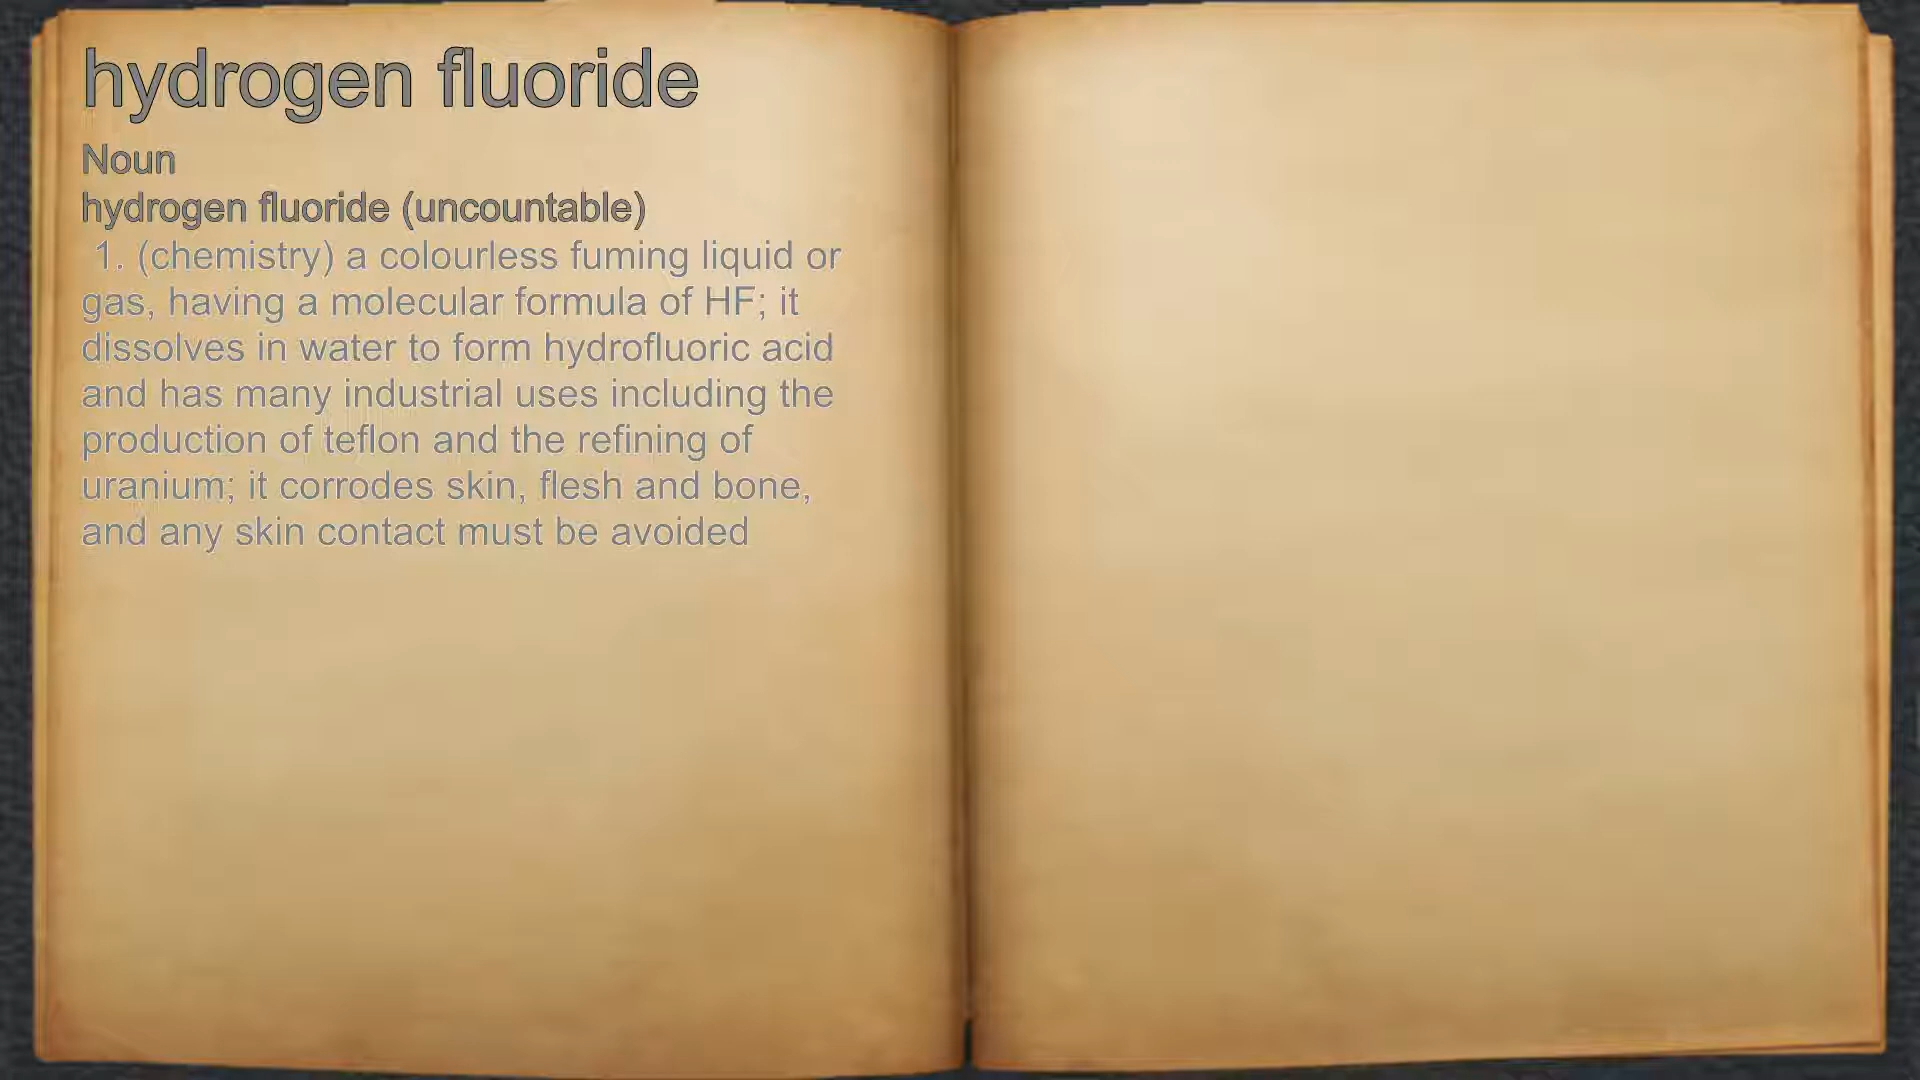 hydrogen fluoride
Noun
hydrogen fluoride (uncountable)
1. (chemistry) a colourless fuming liquid or
gas, having a molecular formula of HF; it
dissolves in water to form hydrofluoric acid
and has many industrial uses including the
production of teflon and the refining of
uranium; it corrodes skin, flesh and bone,
and any skin contact must be avoided